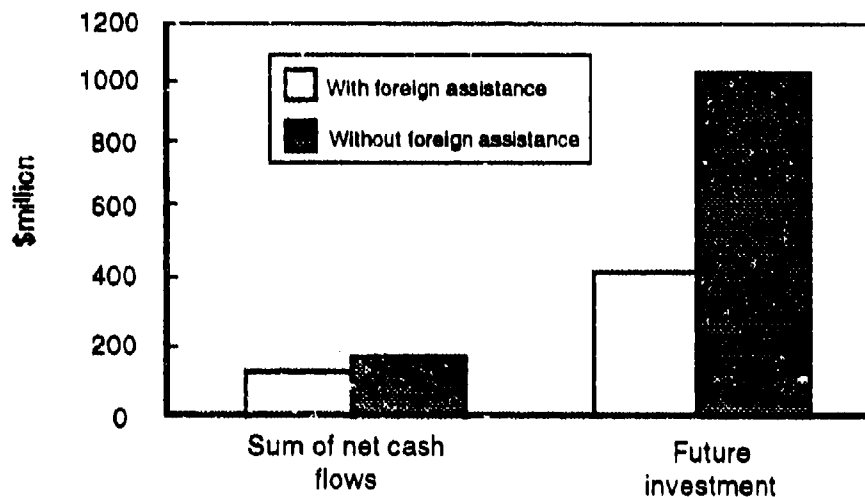 1200
1000
800
600
400
200
0
$million
With foreign assistance
Without foreign assistance
Sum of net cash
flows
Future
investment